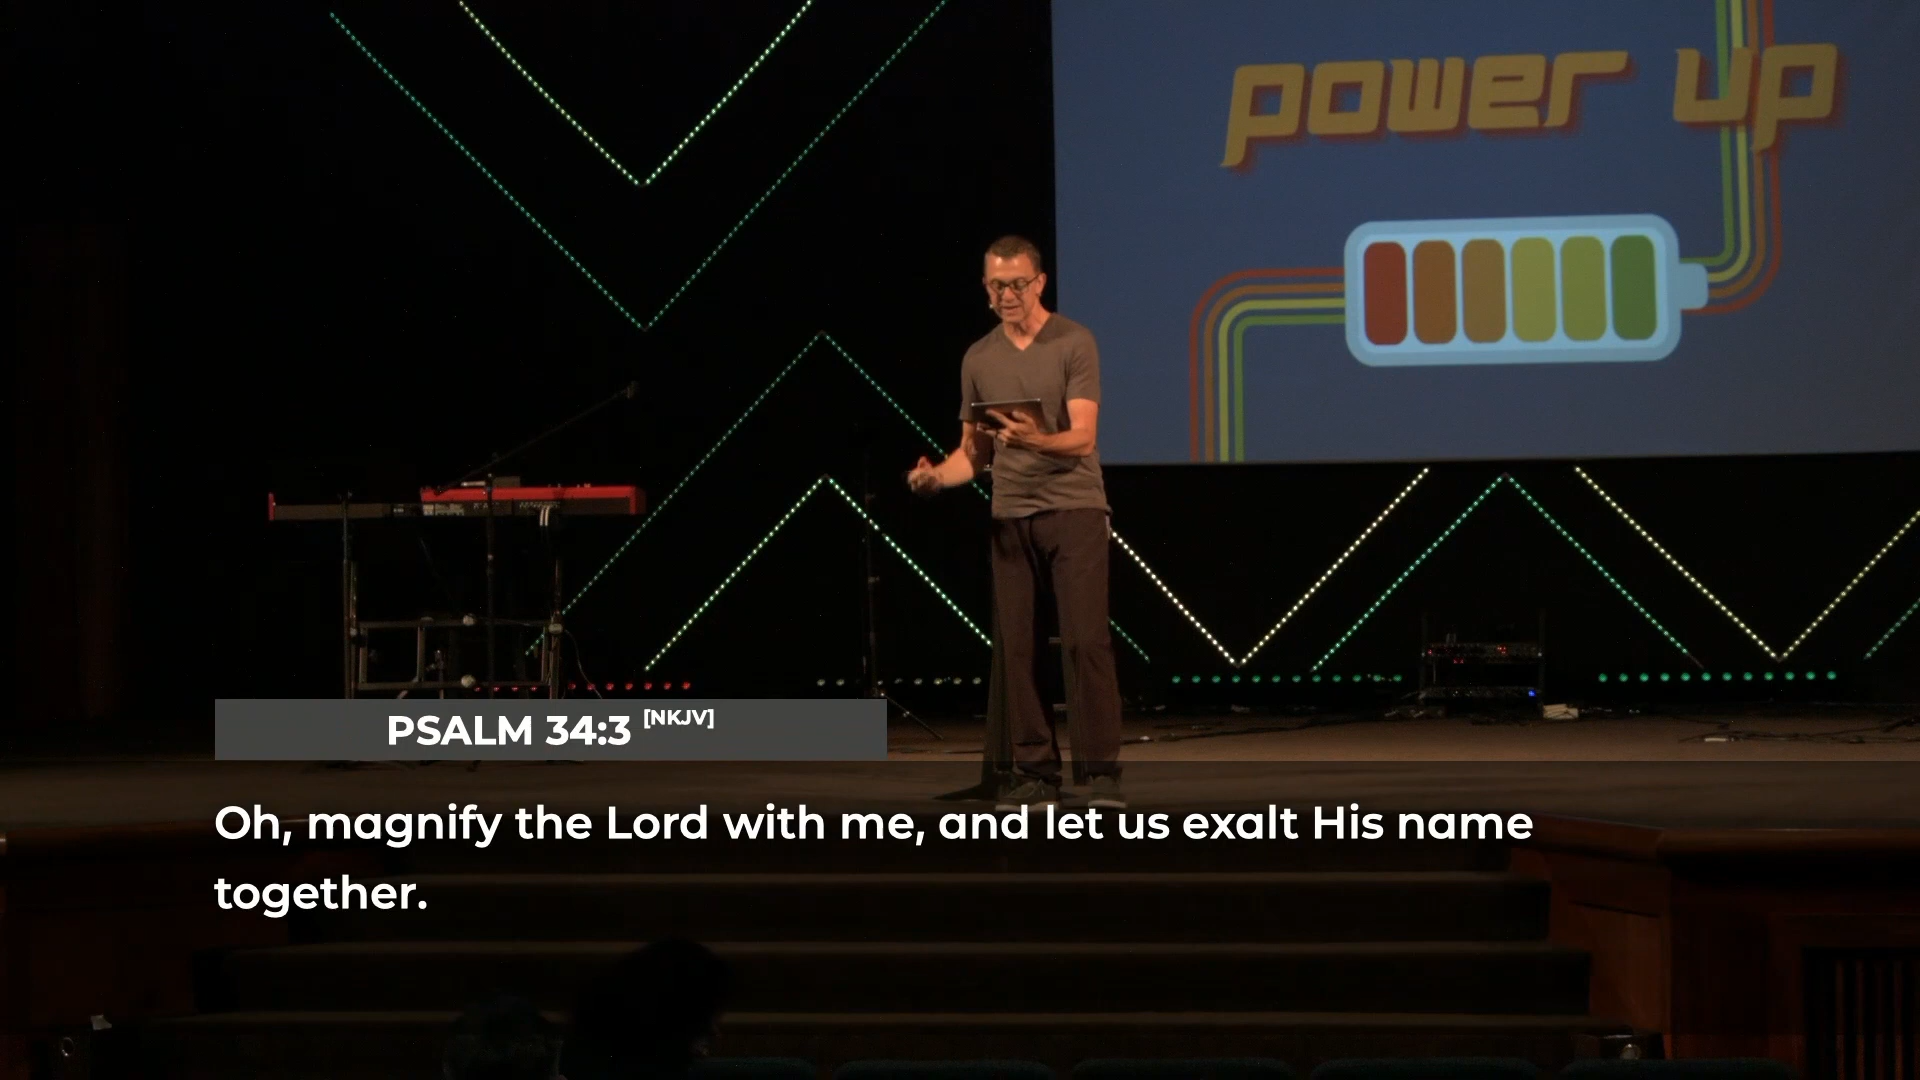 power up
PSALM 34:3 [NKJV]
Oh, magnify the Lord with me, and let us exalt His name
together.